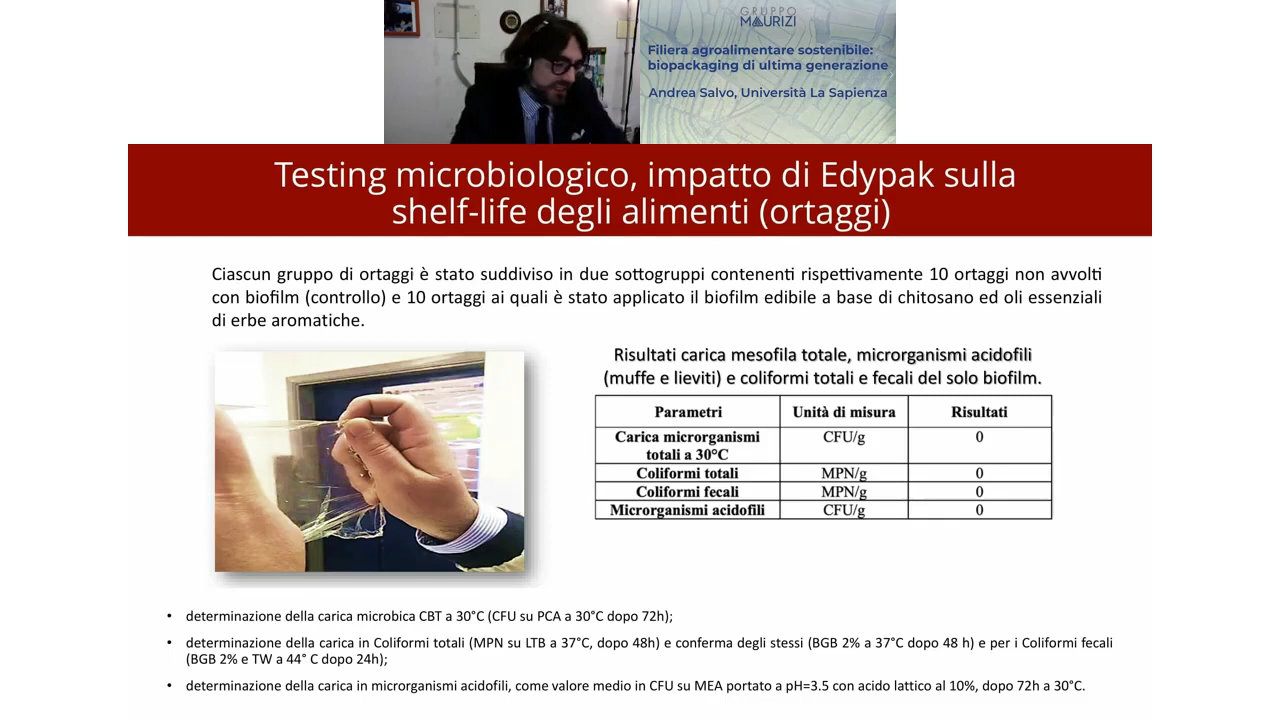 GRUPPO
MAURIZI
Filiera agroalimentare sostenibile:
biopackaging di ultima generazione
Andrea Salvo, Università La Sapienza
Testing microbiologico, impatto di Edypak sulla
shelf-life degli alimenti (ortaggi)
Ciascun gruppo di ortaggi è stato suddiviso in due sottogruppi contenenti rispettivamente 10 ortaggi non avvolti
con biofilm (controllo) e 10 ortaggi ai quali è stato applicato il biofilm edibile a base di chitosano ed oli essenziali
di erbe aromatiche.
Risultati carica mesofila totale, microrganismi acidofili
(muffe e lieviti) e coliformi totali e fecali del solo biofilm.
Parametri Unità di misura Risultati
Carica microrganismi totali a 30°C CFU/g 0
Coliformi totali MPN/g 0
Coliformi fecali MPN/g 0
Microrganismi acidofili CFU/g 0
• determinazione della carica microbica CBT a 30°C (CFU su PCA a 30°C dopo 72h);
• determinazione della carica in Coliformi totali (MPN su LTB a 37°C, dopo 48h) e conferma degli stessi (BGB 2% a 37°C dopo 48 h) e per i Coliformi fecali
(BGB 2% e TW a 44° C dopo 24h);
• determinazione della carica in microrganismi acidofili, come valore medio in CFU su MEA portato a pH=3.5 con acido lattico al 10%, dopo 72h a 30°C.